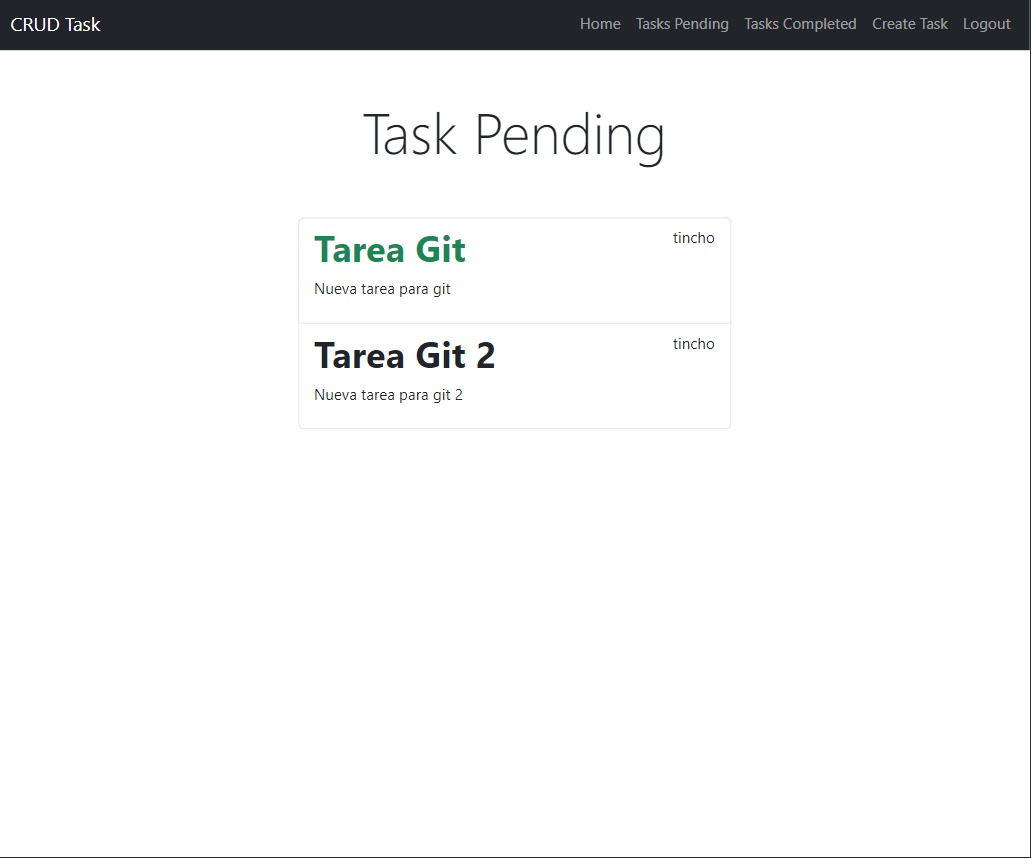 CRUD Task
Home Tasks Pending Tasks Completed Create Task Logout
Task Pending
Tarea Git
tincho
Nueva tarea para git
Tarea Git 2
tincho
Nueva tarea para git 2